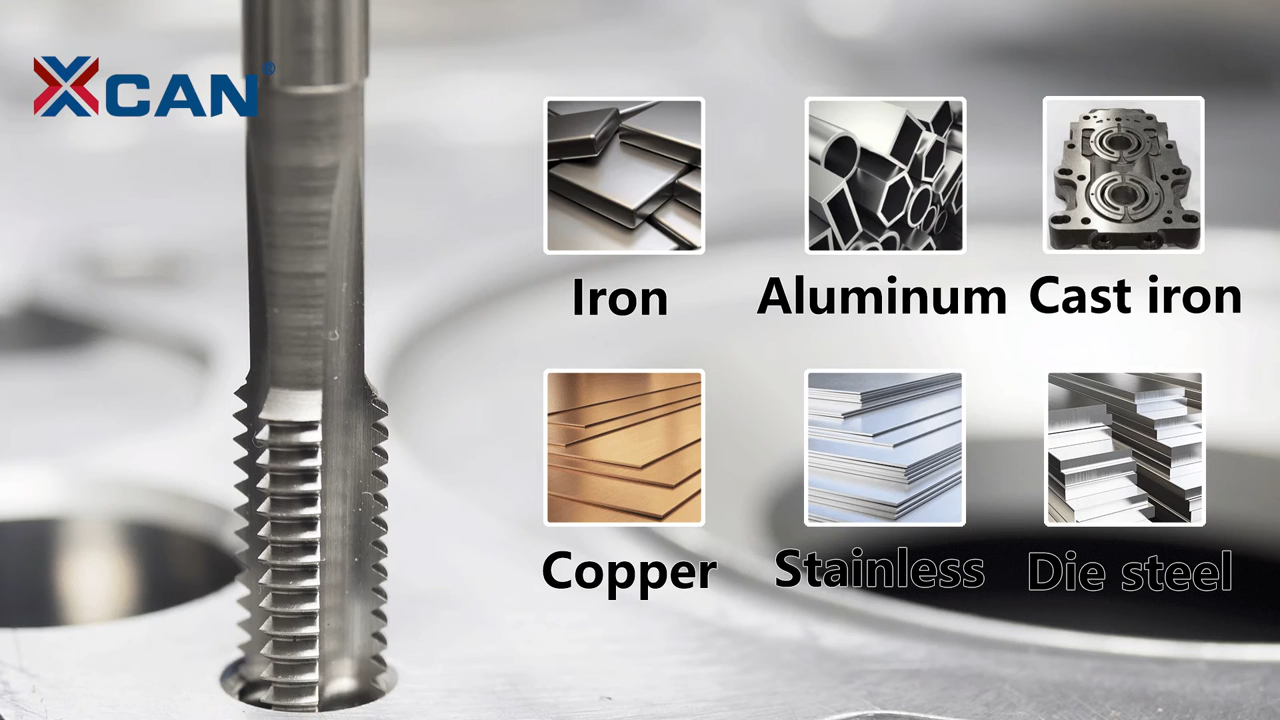 XCAN®
Iron
Aluminum
Cast iron
Copper
Stainless
Die steel